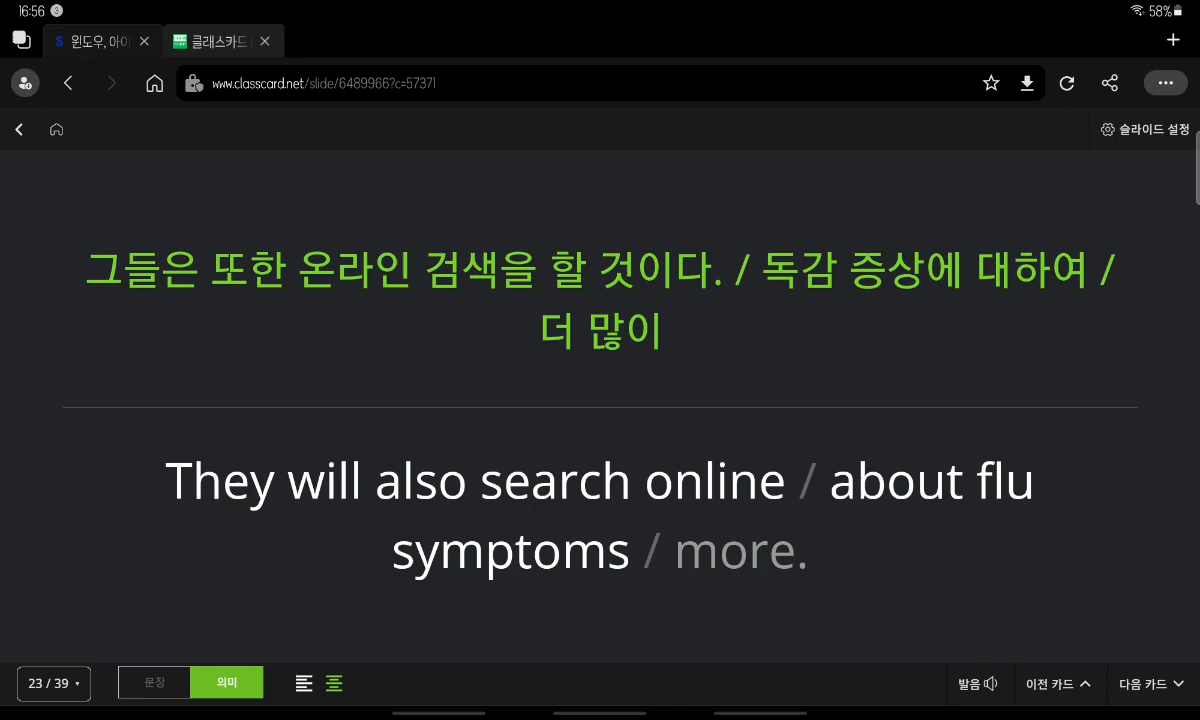 16:56 3 58%
S 윈도우, 아이 클래스카드
www.classcard.net/slide/6489966?c=57371
슬라이드 설정
그들은 또한 온라인 검색을 할 것이다. / 독감 증상에 대하여 /
더 많이
They will also search online / about flu
symptoms / more.
23 / 39 문장 의미 발음 이전 카드 다음 카드